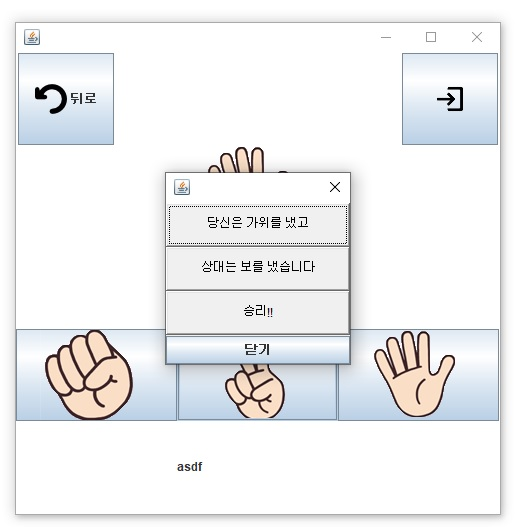 뒤로
당신은 가위를 냈고
상대는 보를 냈습니다
승리!!
닫기
asdf